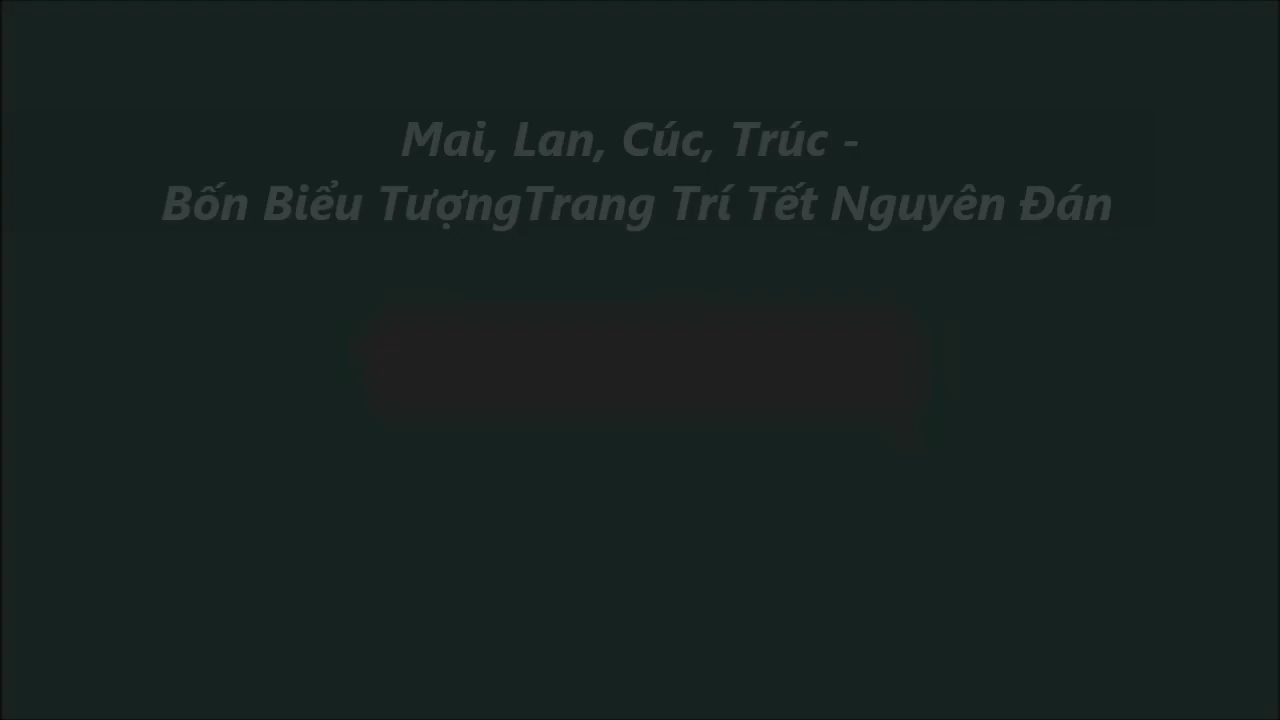 Mai, Lan, Cúc, Trúc -
Bốn Biểu TượngTrang Trí Tết Nguyên Đán